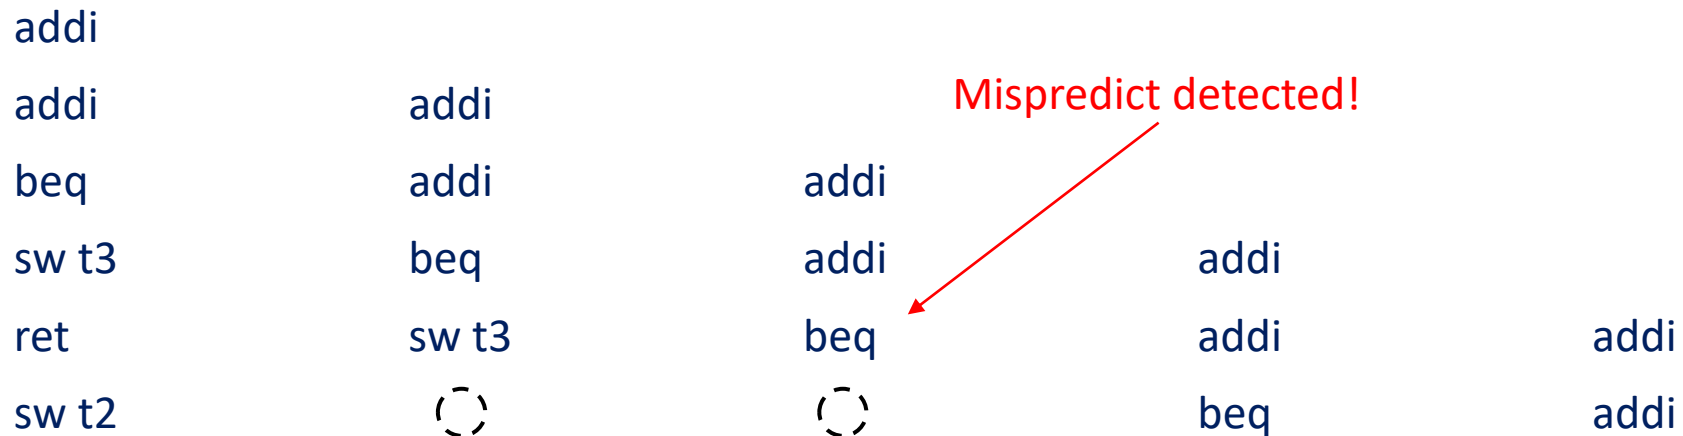 addi
Mispredict detected!
addi addi
beq addi addi
sw t3 beq addi addi
ret sw t3 beq addi addi
sw t2 beq addi